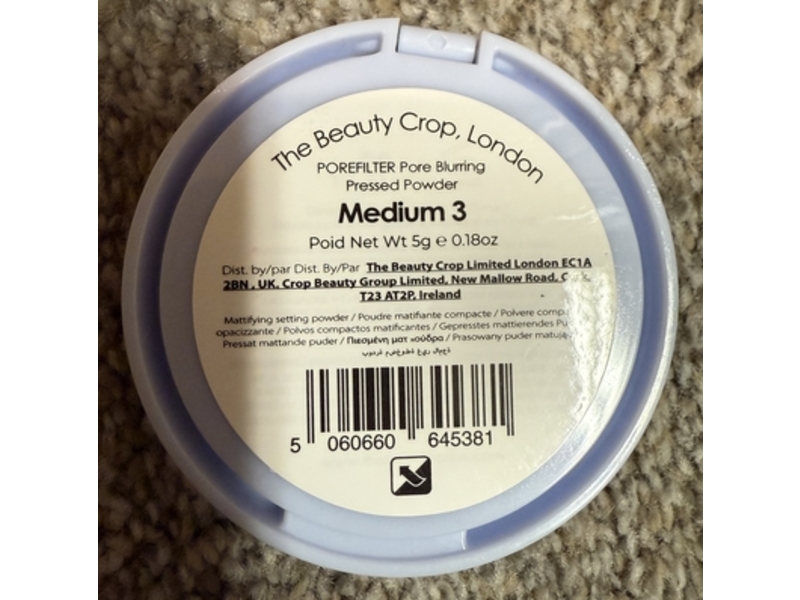 The Beauty Crop, London
POREFILTER Pore Blurring
Pressed Powder
Medium 3
Poid Net Wt 5g e 0.18oz
Dist. by/par Dist. By/Par The Beauty Crop Limited London EC1A
2BN , UK, Crop Beauty Group Limited, New Mallow Road,
T23 AT2P, Ireland
Mattifying setting powder / Poudre matifiante compacte / Polvere
opacizzante / Polvos compactos matificantes / Gepresstes mattierendes
Pressat mattande puder / Πιεσμένη ματ πούδρα / Prasowany puder
5 060660 645381